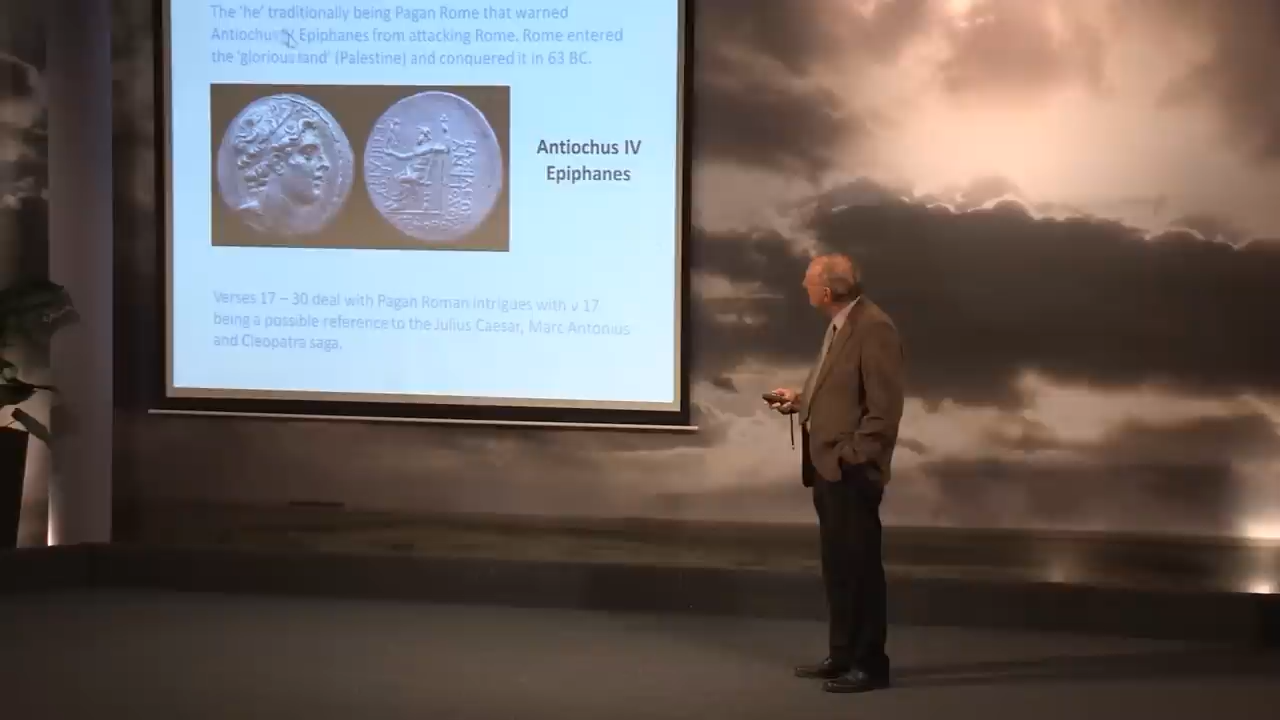 The 'he' traditionally being Pagan Rome that warned
Antiochus IV Epiphanes from attacking Rome. Rome entered
the 'glorious land' (Palestine) and conquered it in 63 BC.
Antiochus IV
Epiphanes
Verses 17 – 30 deal with Pagan Roman intrigues with v 17
being a possible reference to the Julius Caesar, Marc Antonius
and Cleopatra saga.